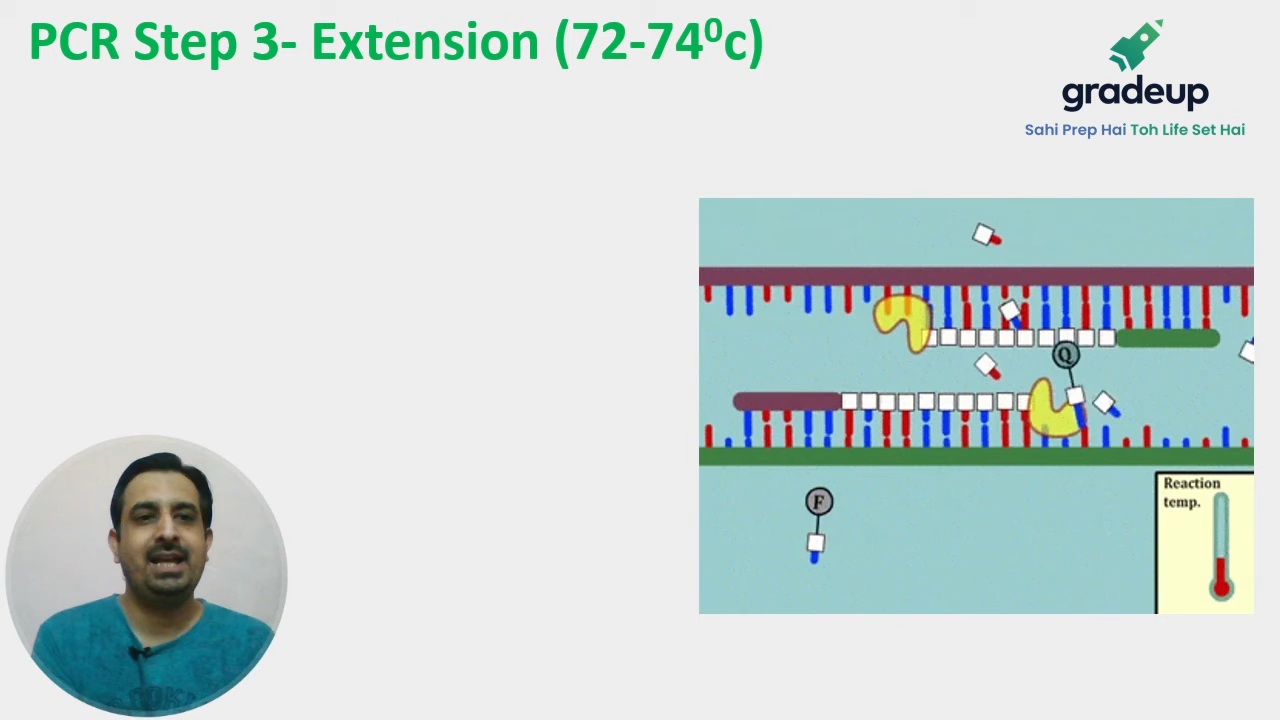 PCR Step 3- Extension (72-74⁰c)
gradeup
Sahi Prep Hai Toh Life Set Hai
Q
F
Reaction
temp.